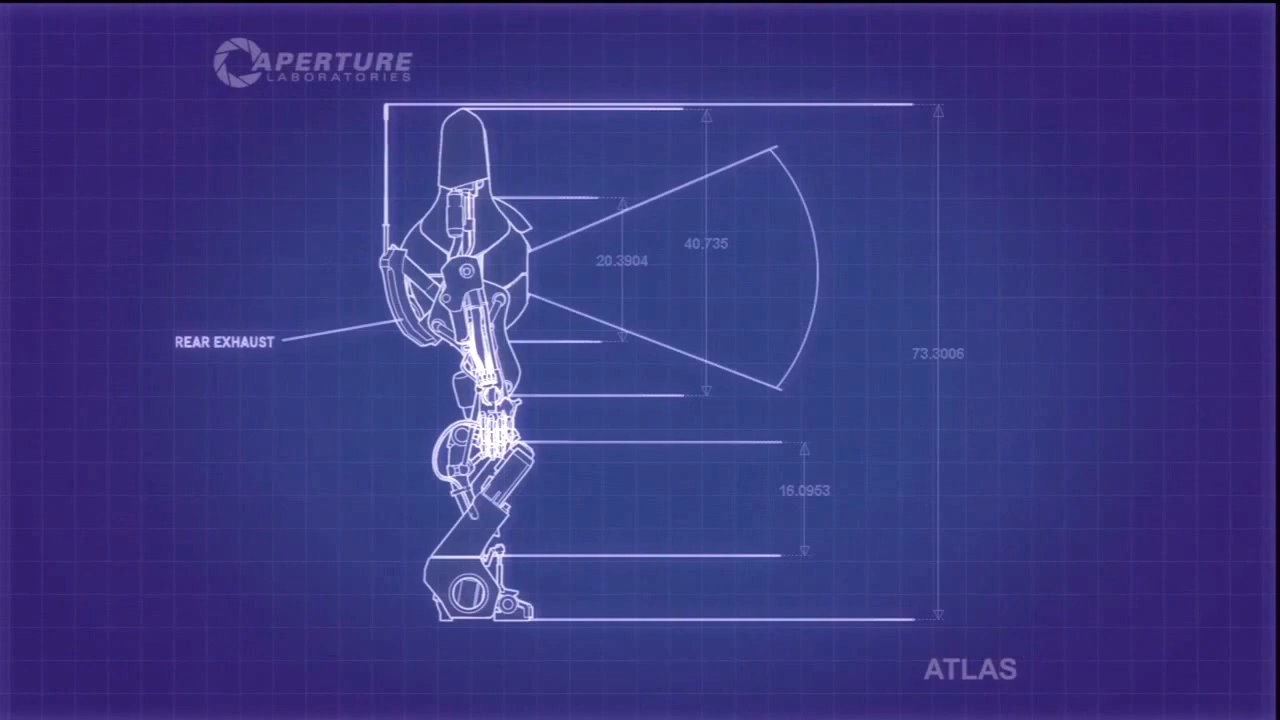 APERTURE
LABORATORIES
40.735
20.3904
REAR EXHAUST
73.3006
16.0953
ATLAS